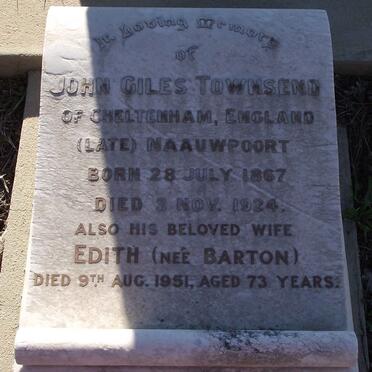 In Loving Memory
of
JOHN GILES TOWNSEND
OF CHELTENHAM, ENGLAND
(LATE) NAAUWPOORT
BORN 28 JULY 1867
DIED 3 NOV. 1924.
ALSO HIS BELOVED WIFE
EDITH (NEÉ BARTON)
DIED 9TH AUG. 1951, AGED 73 YEARS.